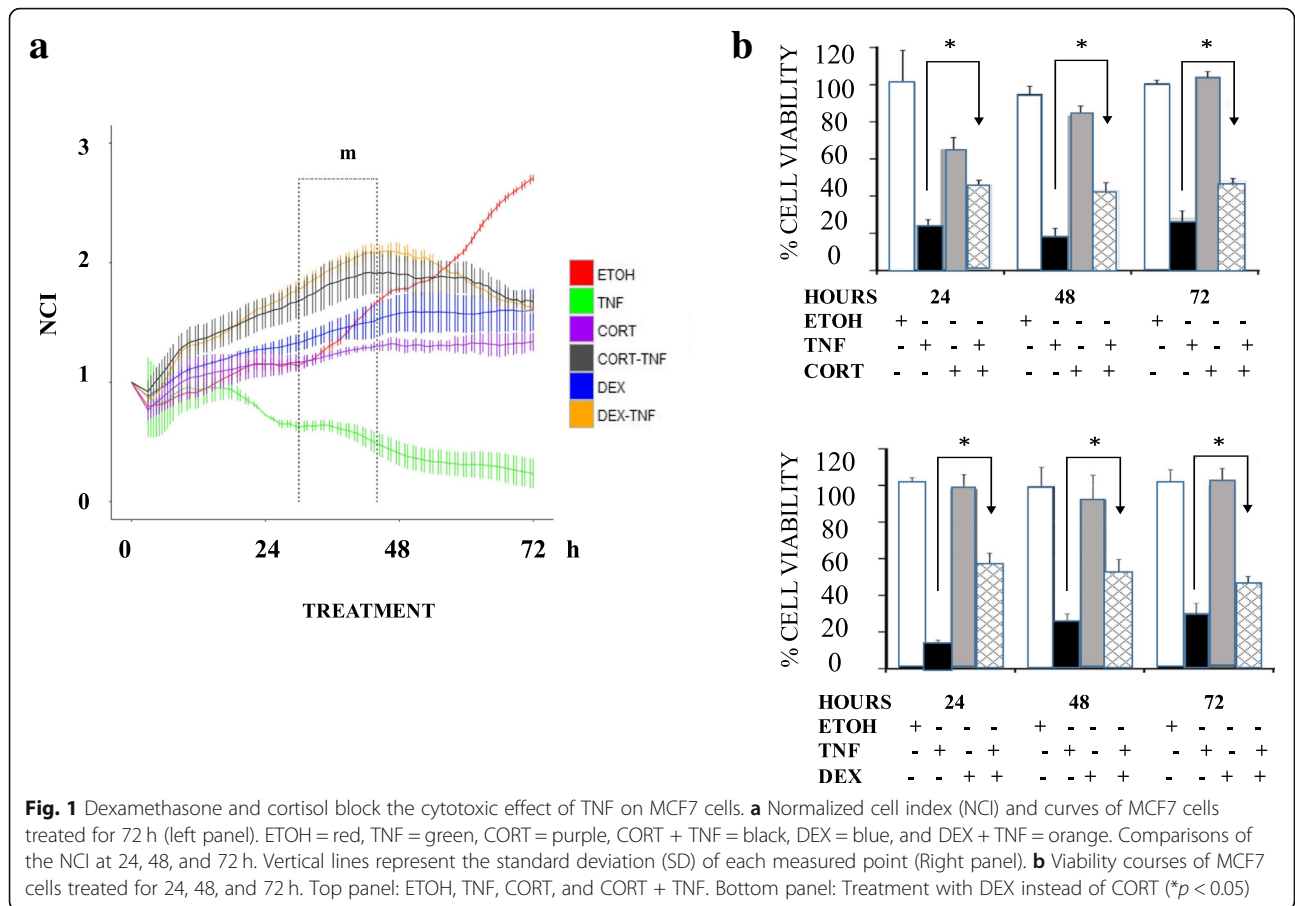 a
3
m
2
NCI
1
0
0 24 48 72 h
TREATMENT
ETOH
TNF
CORT
CORT-TNF
DEX
DEX-TNF
b
* * *
% CELL VIABILITY
120
100
80
60
40
20
0
HOURS 24 48 72
ETOH + - - - + - - - + - - -
TNF - + - + - + - + - + - +
CORT - - + + - - + + - - + +
* * *
% CELL VIABILITY
120
100
80
60
40
20
0
HOURS 24 48 72
ETOH + - - - + - - - + - - -
TNF - + - + - + - + - + - +
DEX - - + + - - + + - - + +
Fig. 1 Dexamethasone and cortisol block the cytotoxic effect of TNF on MCF7 cells. a Normalized cell index (NCI) and curves of MCF7 cells
treated for 72 h (left panel). ETOH = red, TNF = green, CORT = purple, CORT + TNF = black, DEX = blue, and DEX + TNF = orange. Comparisons of
the NCI at 24, 48, and 72 h. Vertical lines represent the standard deviation (SD) of each measured point (Right panel). b Viability courses of MCF7
cells treated for 24, 48, and 72 h. Top panel: ETOH, TNF, CORT, and CORT + TNF. Bottom panel: Treatment with DEX instead of CORT (*p < 0.05)